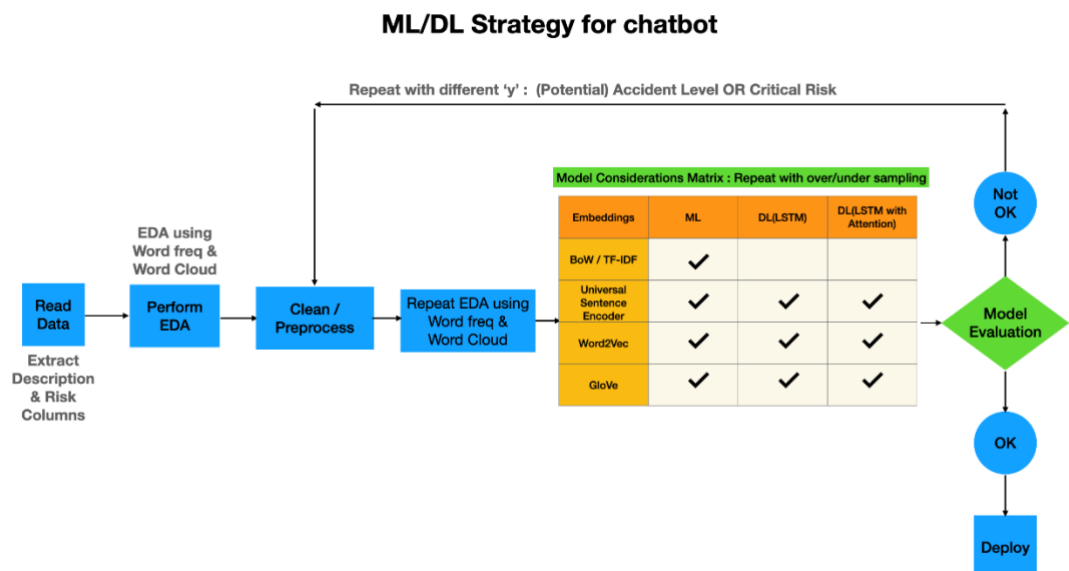 ML/DL Strategy for chatbot
Repeat with different ‘y’ :  (Potential) Accident Level OR Critical Risk
Read
Data
Extract
Description
& Risk
Columns
EDA using
Word freq &
Word Cloud
Perform
EDA
Clean /
Preprocess
Repeat EDA using
Word freq &
Word Cloud
Model Considerations Matrix : Repeat with over/under sampling
Embeddings
ML
DL(LSTM)
DL(LSTM with
Attention)
BoW / TF-IDF
✓
Universal
Sentence
Encoder
✓ ✓ ✓
Word2Vec
✓ ✓ ✓
GloVe
✓ ✓ ✓
Model
Evaluation
Not
OK
OK
Deploy